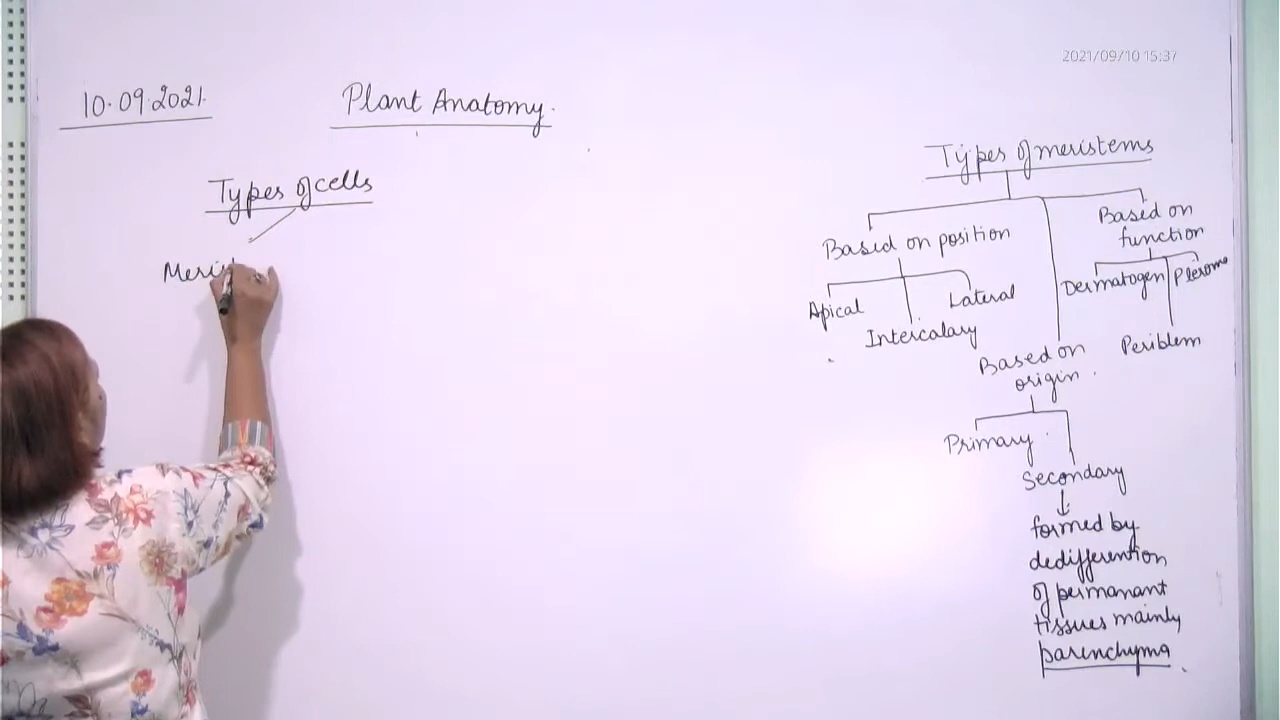 2021/09/10 15:37
10.09.2021.
Plant Anatomy.
Types of cells
Types of meristems
Based on position
Apical
Intercalary
Lateral
Based on
function
Dermatogen
Plerome
Periblem
Based on
origin.
Primary
Secondary
formed by
dedifferention
of permanant
tissues mainly
parenchyma